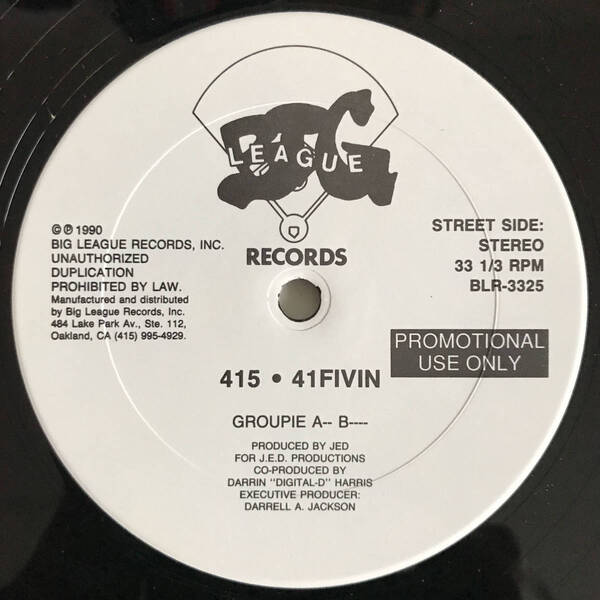 BIG
LEAGUE
RECORDS
© ℗ 1990
BIG LEAGUE RECORDS, INC.
UNAUTHORIZED
DUPLICATION
PROHIBITED BY LAW.
Manufactured and distributed
by Big League Records, Inc.
484 Lake Park Av., Ste. 112,
Oakland, CA (415) 995-4929.
STREET SIDE:
STEREO
33 1/3 RPM
BLR-3325
PROMOTIONAL
USE ONLY
415 • 41FIVIN
GROUPIE A-- B----
PRODUCED BY JED
FOR J.E.D. PRODUCTIONS
CO-PRODUCED BY
DARRIN "DIGITAL-D" HARRIS
EXECUTIVE PRODUCER:
DARRELL A. JACKSON